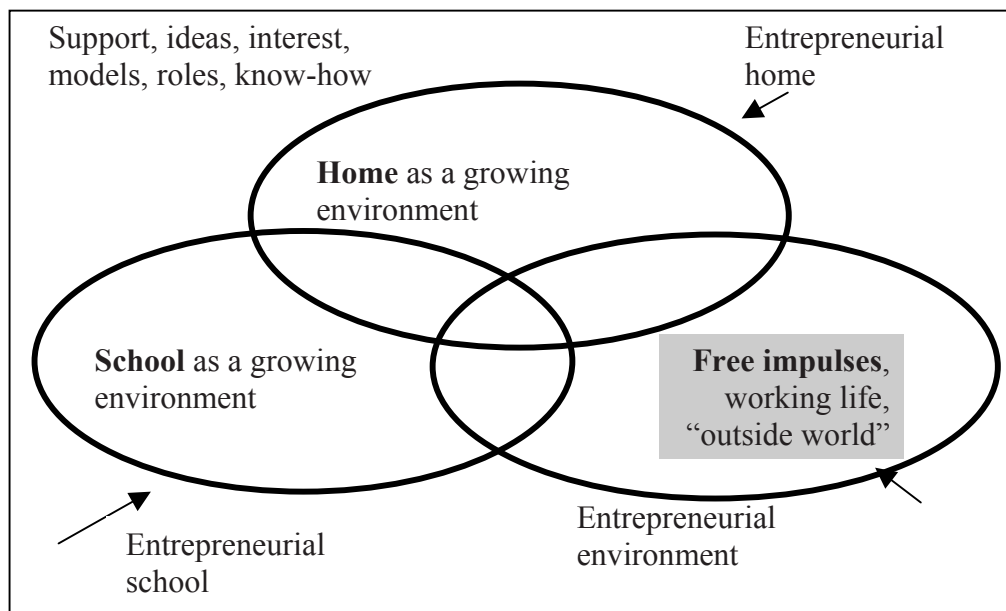 Support, ideas, interest,
models, roles, know-how
Entrepreneurial
home
Home as a growing
environment
School as a growing
environment
Free impulses,
working life,
“outside world”
Entrepreneurial
school
Entrepreneurial
environment